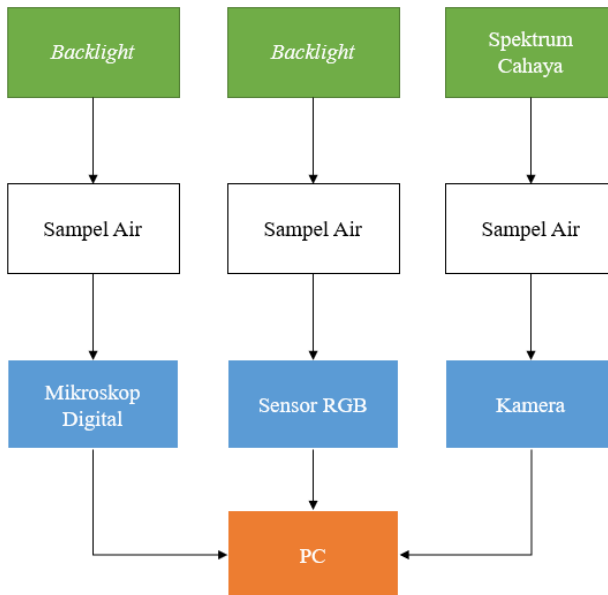 Backlight
Backlight
Spektrum
Cahaya
Sampel Air
Sampel Air
Sampel Air
Mikroskop
Digital
Sensor RGB
Kamera
PC